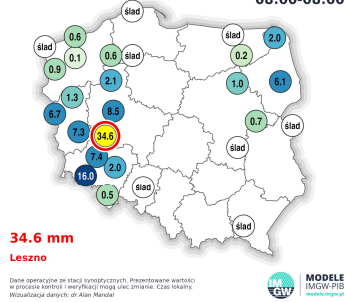 08:00-08:00
ślad
0.6
ślad
ślad
2.0
ślad
0.1
0.6
0.2
0.9
2.1
1.0
6.1
1.3
6.7
8.5
0.7
ślad
7.3
34.6
ślad
7.4
2.0
16.0
ślad
0.5
ślad
34.6 mm
Leszno
Dane operacyjne ze stacji synoptycznych. Prezentowane wartości
w procesie kontroli i weryfikacji mogą ulec zmianie. Czas lokalny.
Wizualizacja danych: dr Alan Mandal
IM
GW
MODELE
IMGW-PIB
modele.imgw.pl